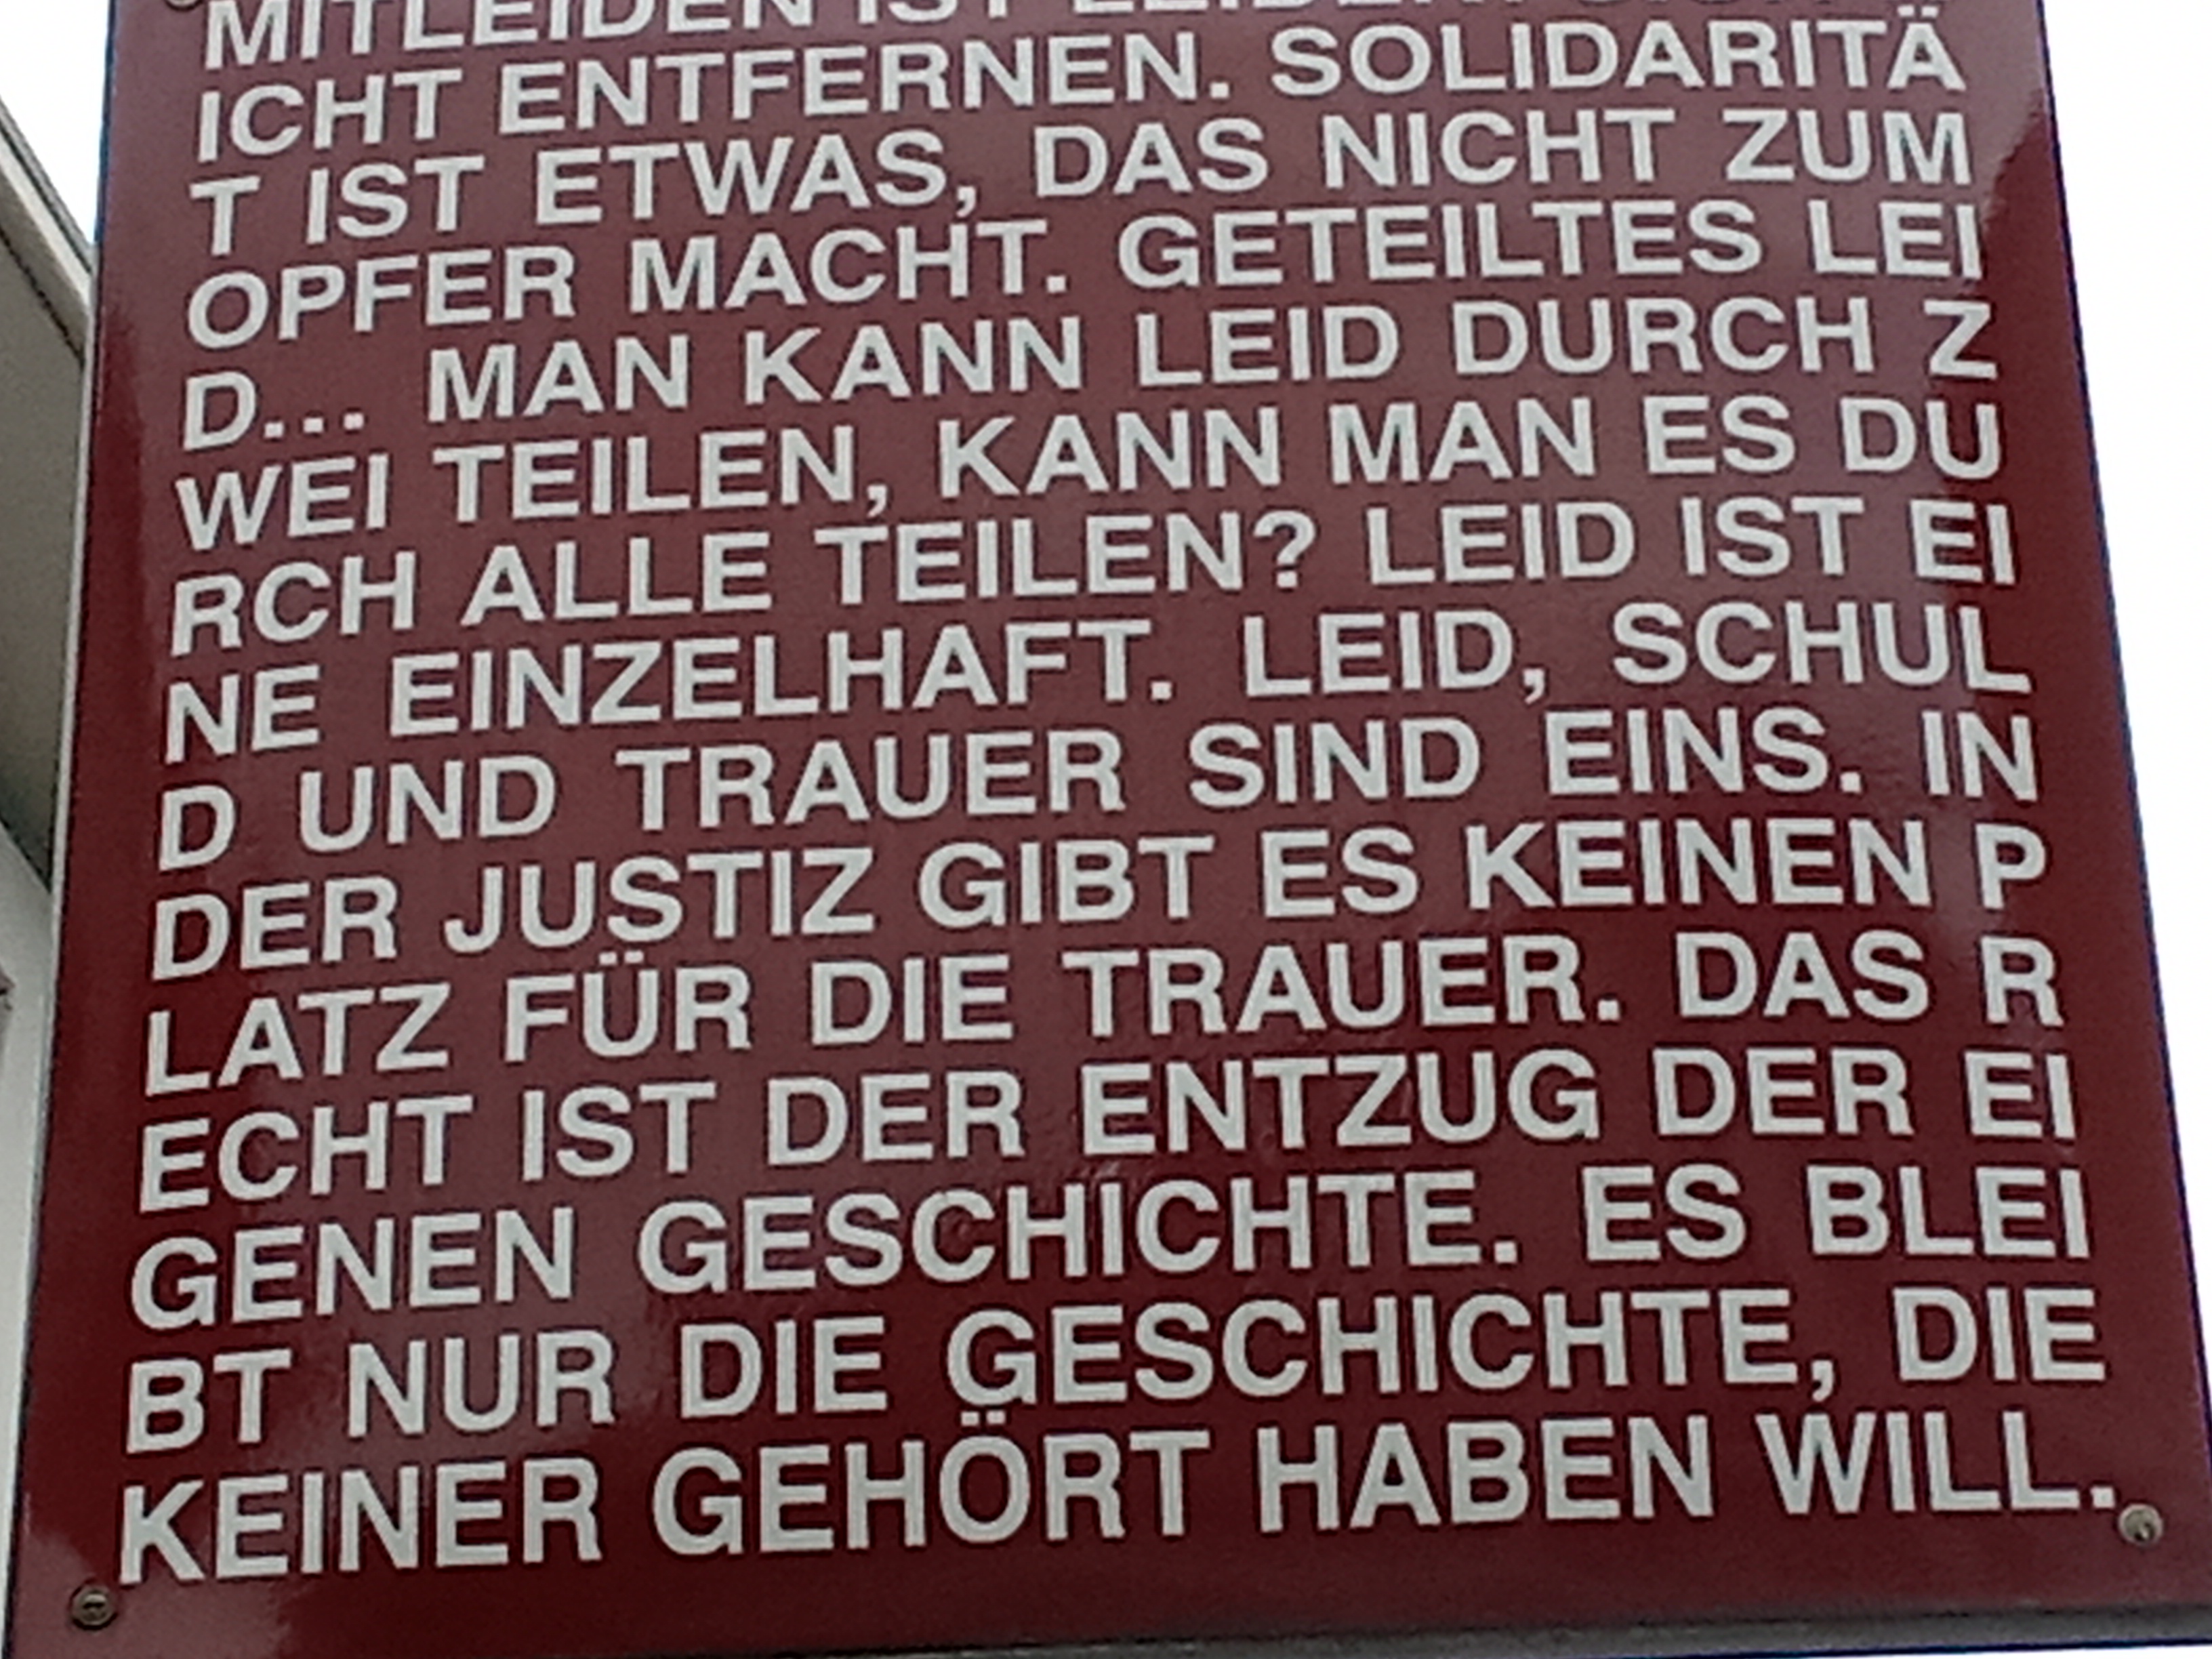 MITLEIDEN IST
ICHT ENTFERNEN. SOLIDARITÄ
T IST ETWAS, DAS NICHT ZUM
OPFER MACHT. GETEILTES LEI
D... MAN KANN LEID DURCH Z
WEI TEILEN, KANN MAN ES DU
RCH ALLE TEILEN? LEID IST EI
NE EINZELHAFT. LEID, SCHUL
D UND TRAUER SIND EINS. IN
DER JUSTIZ GIBT ES KEINEN P
LATZ FÜR DIE TRAUER. DAS R
ECHT IST DER ENTZUG DER EI
GENEN GESCHICHTE. ES BLEI
BT NUR DIE GESCHICHTE, DIE
KEINER GEHÖRT HABEN WILL.